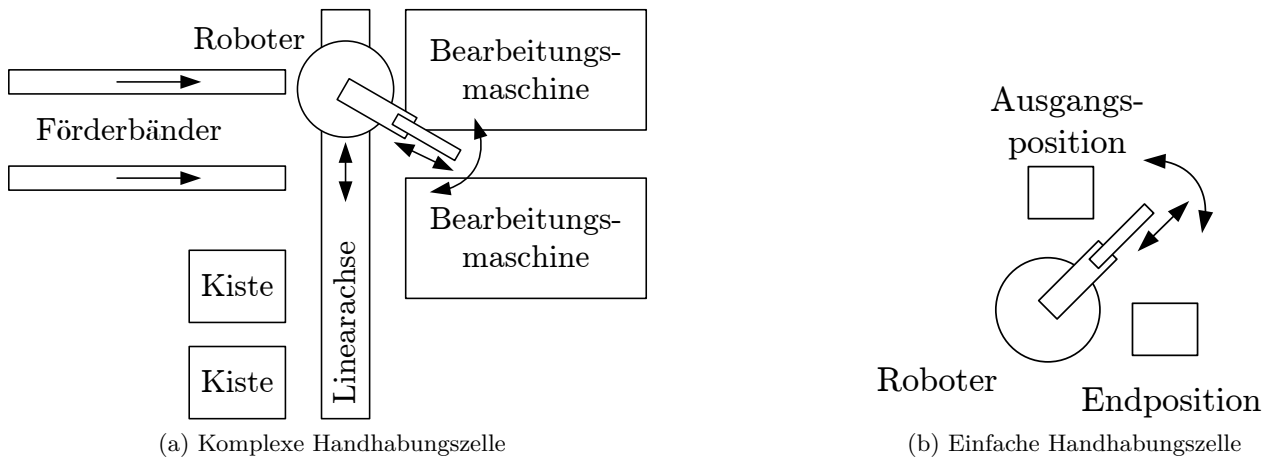 Roboter
Bearbeitungs-
maschine
Förderbänder
Bearbeitungs-
maschine
Kiste
Kiste
Linearachse
(a) Komplexe Handhabungszelle
Ausgangs-
position
Roboter
Endposition
(b) Einfache Handhabungszelle